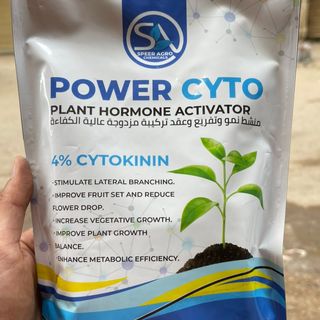 SA
SPEER AGRO
CHEMICALS
POWER CYTO
PLANT HORMONE ACTIVATOR
منشط نمو وتفريع وعقد تركيبة مزدوجة عالية الكفاءة
4% CYTOKININ
•STIMULATE LATERAL BRANCHING.
•IMPROVE FRUIT SET AND REDUCE
FLOWER DROP.
•INCREASE VEGETATIVE GROWTH.
•IMPROVE PLANT GROWTH
BALANCE.
•ENHANCE METABOLIC EFFICIENCY.